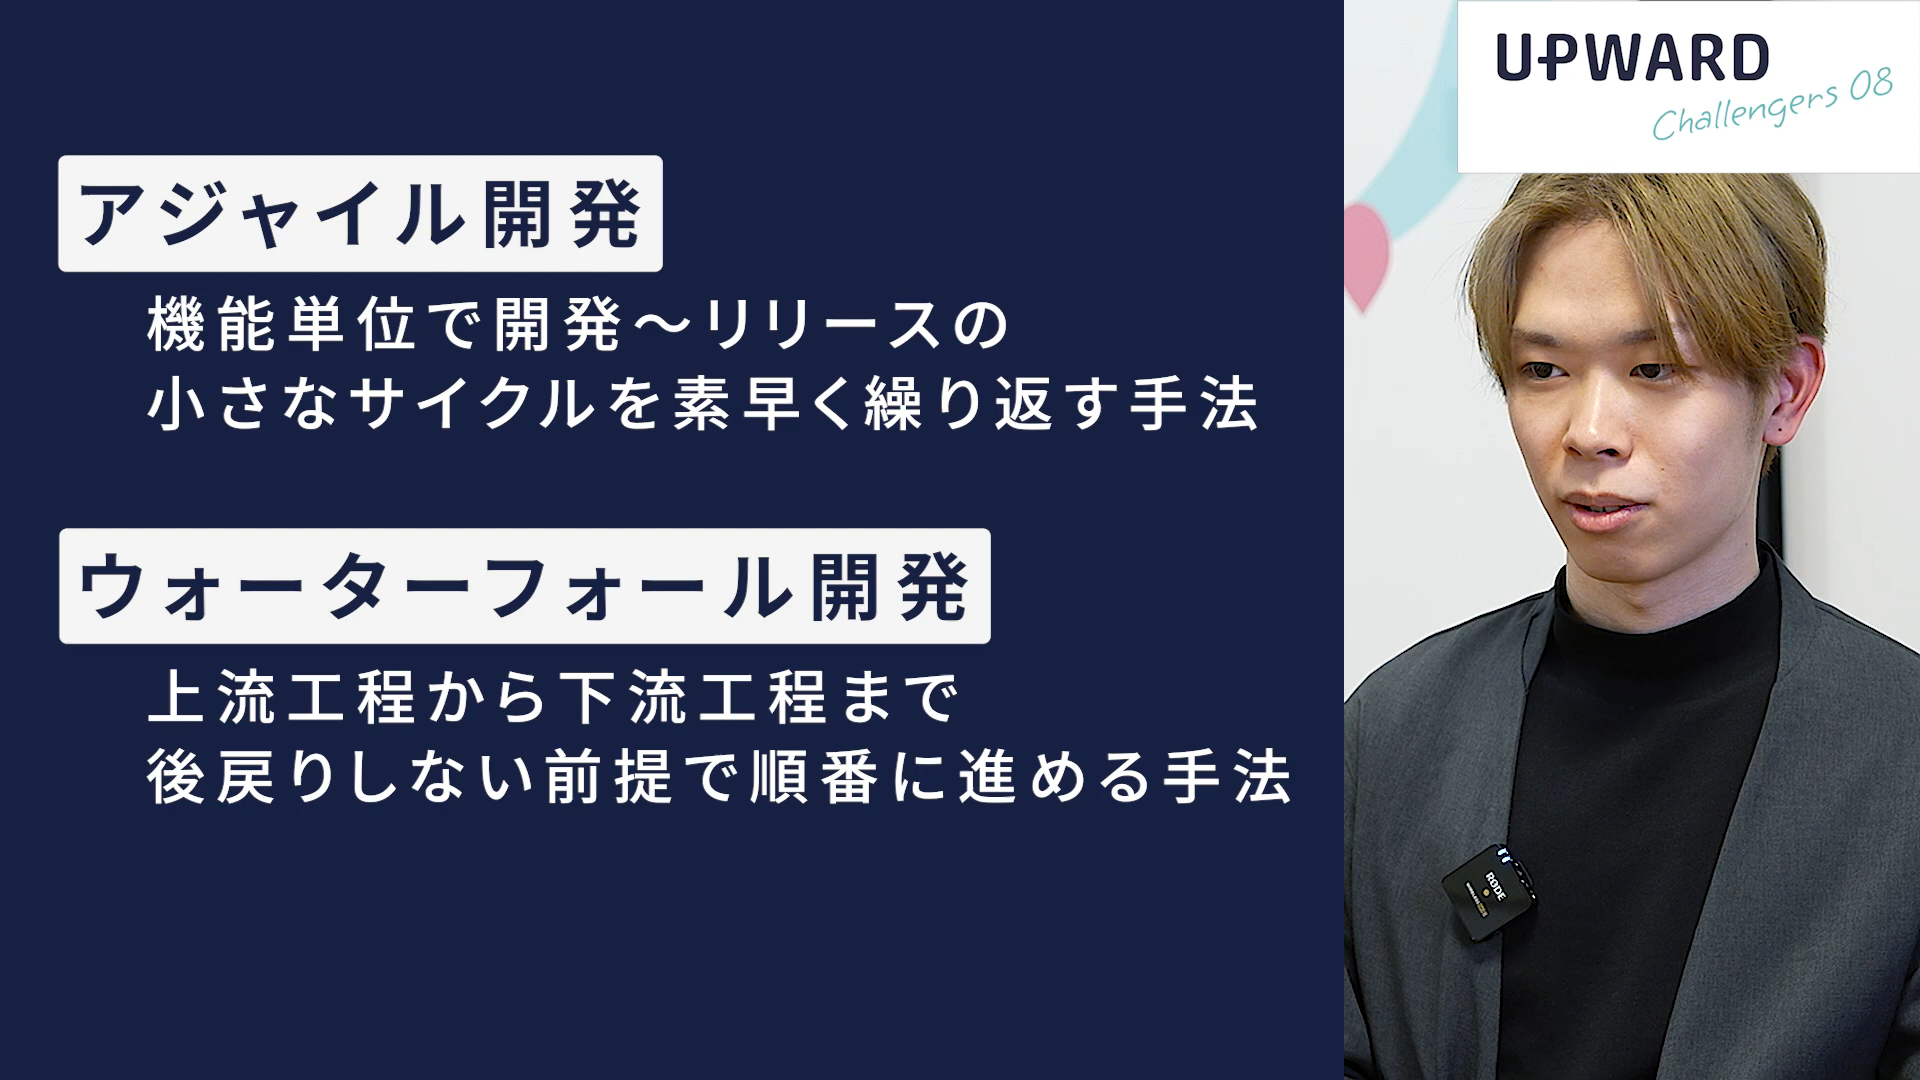 アジャイル開発
機能単位で開発～リリースの
小さなサイクルを素早く繰り返す手法
ウォーターフォール開発
上流工程から下流工程まで
後戻りしない前提で順番に進める手法
UPWARD
Challengers 08
RØDE